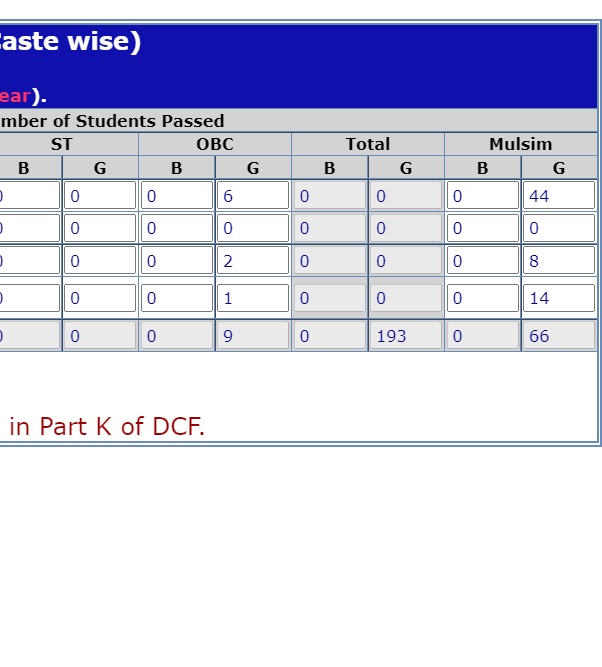 aste wise)
ear).
mber of Students Passed
ST OBC Total Mulsim
B G B G B G B G
0 0 0 6 0 0 0 44
0 0 0 0 0 0 0 0
0 0 0 2 0 0 0 8
0 0 0 1 0 0 0 14
0 0 0 9 0 193 0 66
in Part K of DCF.